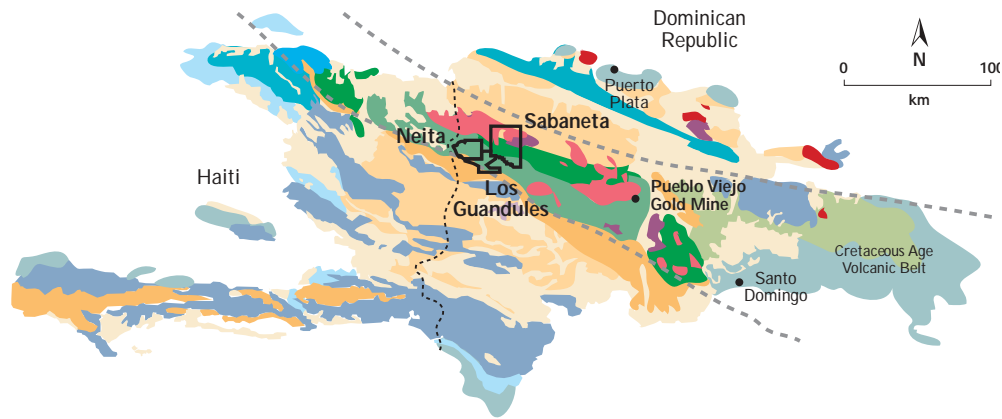 Dominican
Republic
N
0
100
km
Puerto
Plata
Sabaneta
Neita
Haiti
Los
Guandules
Pueblo Viejo
Gold Mine
Cretaceous Age
Volcanic Belt
Santo
Domingo